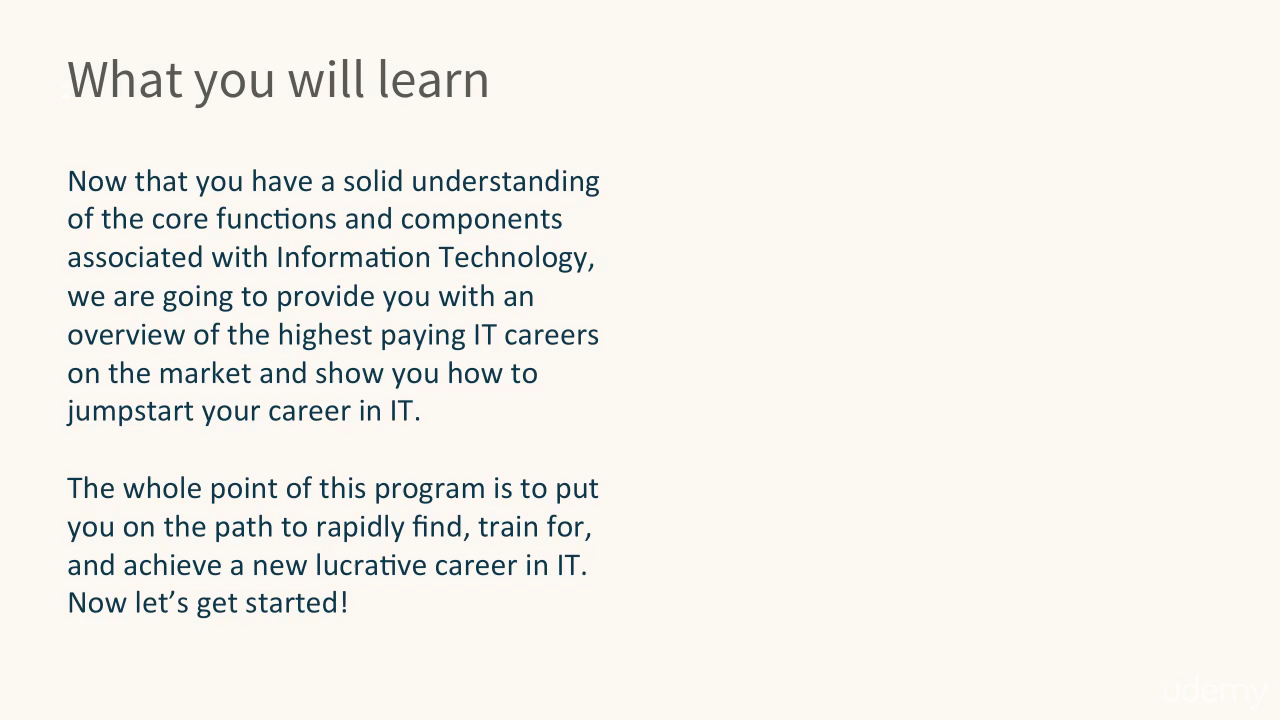 What you will learn
Now that you have a solid understanding
of the core functions and components
associated with Information Technology,
we are going to provide you with an
overview of the highest paying IT careers
on the market and show you how to
jumpstart your career in IT.
The whole point of this program is to put
you on the path to rapidly find, train for,
and achieve a new lucrative career in IT.
Now let’s get started!
udemy